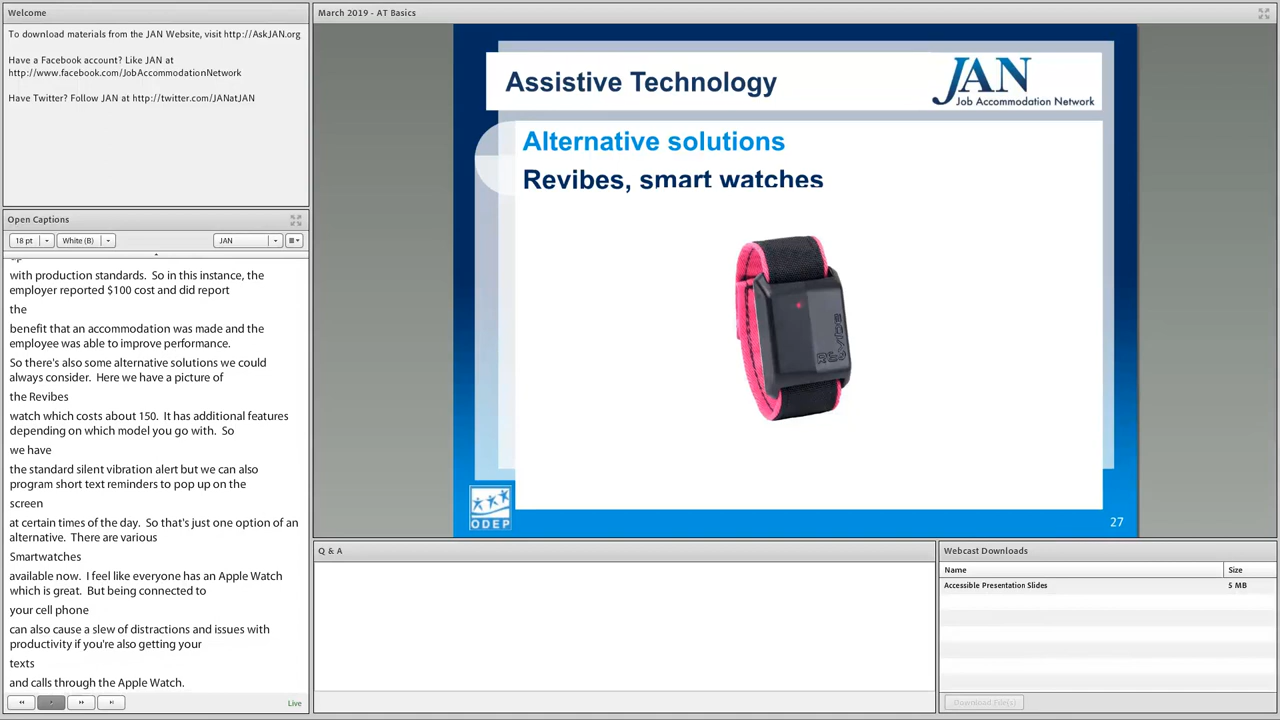 Welcome
To download materials from the JAN Website, visit http://AskJAN.org
Have a Facebook account? Like JAN at
http://www.facebook.com/JobAccommodationNetwork
Have Twitter? Follow JAN at http://twitter.com/JANatJAN
Open Captions
18 pt
White (B)
JAN
with production standards. So in this instance, the
employer reported $100 cost and did report
the
benefit that an accommodation was made and the
employee was able to improve performance.
So there's also some alternative solutions we could
always consider. Here we have a picture of
the Revibes
watch which costs about 150. It has additional features
depending on which model you go with. So
we have
the standard silent vibration alert but we can also
program short text reminders to pop up on the
screen
at certain times of the day. So that's just one option of an
alternative. There are various
Smartwatches
available now. I feel like everyone has an Apple Watch
which is great. But being connected to
your cell phone
can also cause a slew of distractions and issues with
productivity if you're also getting your
texts
and calls through the Apple Watch.
Live
March 2019 - AT Basics
Assistive Technology
JAN
Job Accommodation Network
Alternative solutions
Revibes, smart watches
ODEP
27
Q & A
Webcast Downloads
Name
Size
Accessible Presentation Slides
5 MB
Download File(s)